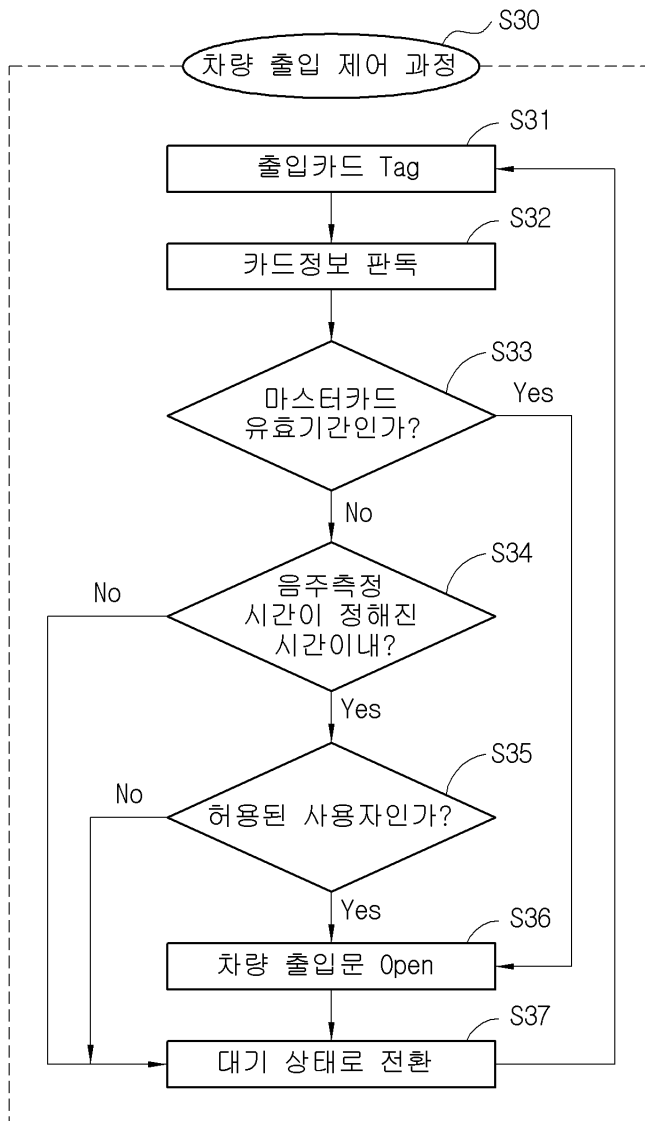 S30
차량 출입 제어 과정
S31
출입카드 Tag
S32
카드정보 판독
S33
마스터카드
유효기간인가?
Yes
No
S34
음주측정
시간이 정해진
시간이내?
No
Yes
S35
허용된 사용자인가?
No
Yes
S36
차량 출입문 Open
S37
대기 상태로 전환